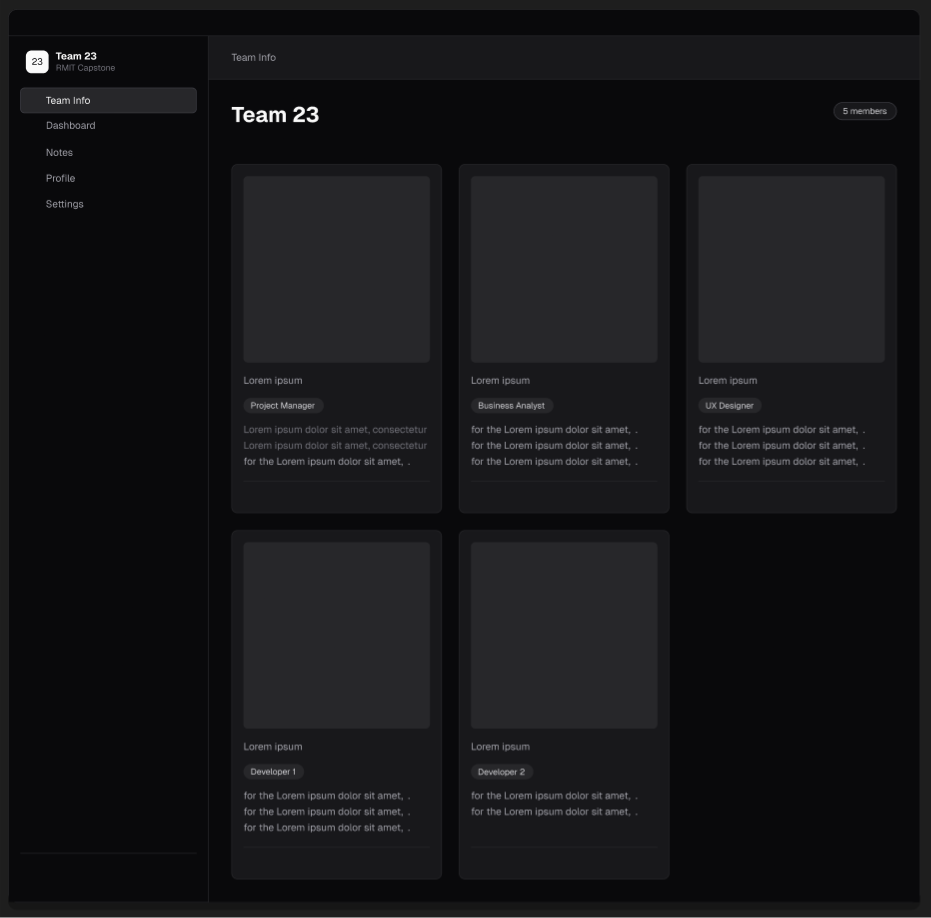 23
Team 23
RMIT Capstone
Team Info
Dashboard
Notes
Profile
Settings
Team Info
Team 23
5 members
Lorem ipsum
Project Manager
Lorem ipsum dolor sit amet, consectetur
Lorem ipsum dolor sit amet, consectetur
for the Lorem ipsum dolor sit amet, .
Lorem ipsum
Business Analyst
for the Lorem ipsum dolor sit amet, .
for the Lorem ipsum dolor sit amet, .
for the Lorem ipsum dolor sit amet, .
Lorem ipsum
UX Designer
for the Lorem ipsum dolor sit amet, .
for the Lorem ipsum dolor sit amet, .
for the Lorem ipsum dolor sit amet, .
Lorem ipsum
Developer 1
for the Lorem ipsum dolor sit amet, .
for the Lorem ipsum dolor sit amet, .
for the Lorem ipsum dolor sit amet, .
Lorem ipsum
Developer 2
for the Lorem ipsum dolor sit amet, .
for the Lorem ipsum dolor sit amet, .